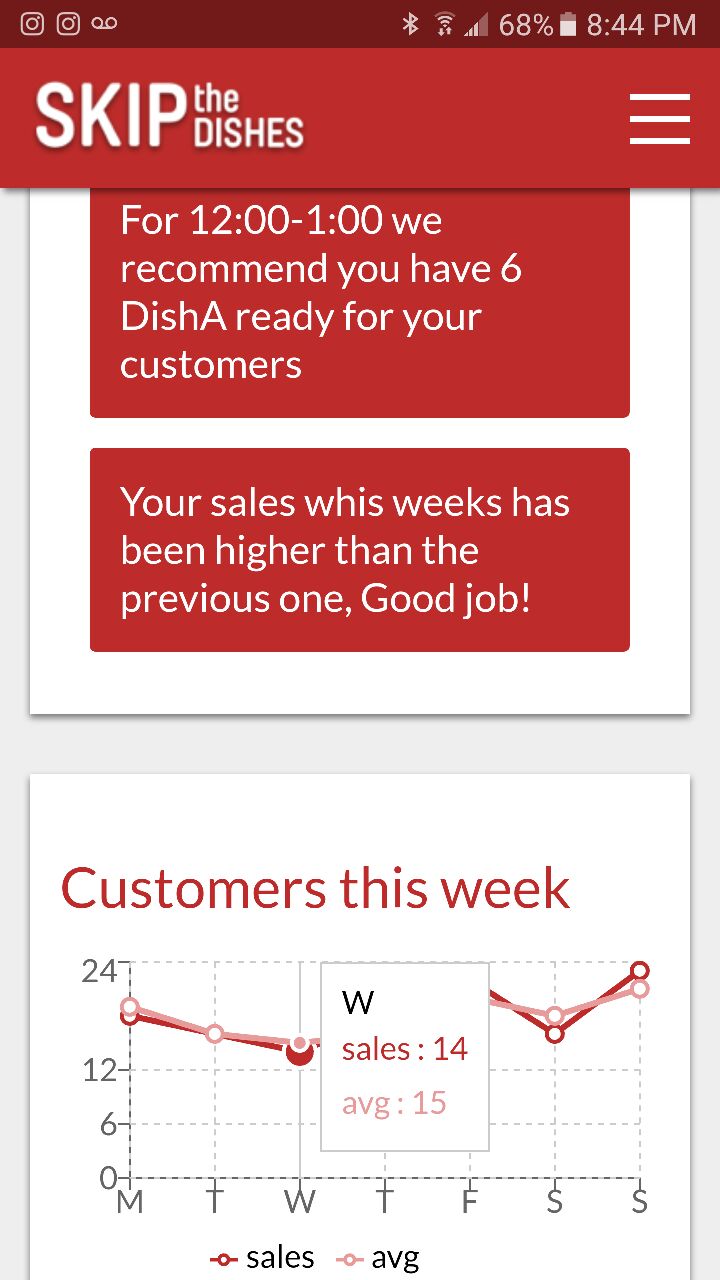 68% 8:44 PM
SKIP the DISHES
For 12:00-1:00 we
recommend you have 6
DishA ready for your
customers
Your sales whis weeks has
been higher than the
previous one, Good job!
Customers this week
24
12
6
0
W
sales : 14
avg : 15
M T W T F S S
sales avg